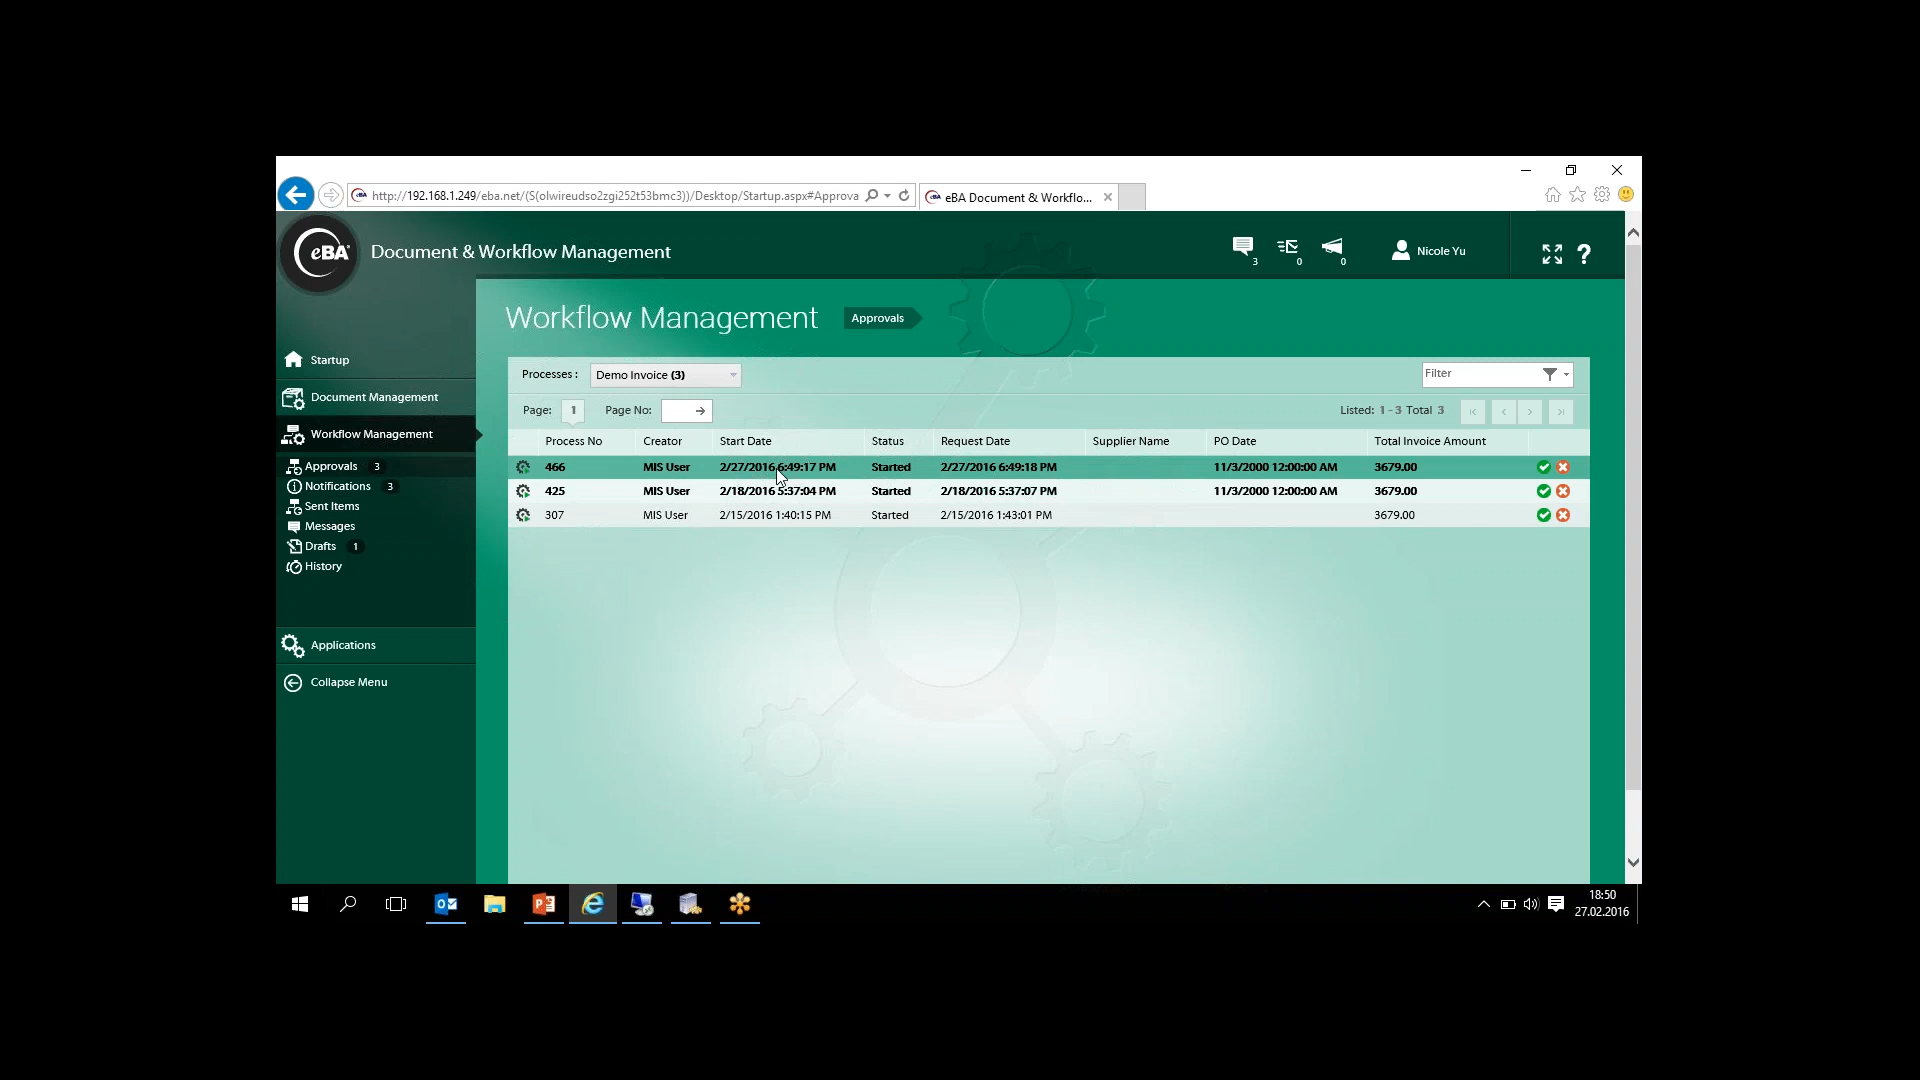 http://192.168.1.249/eba.net/(S(olwireudso2zgi252t53bmc3))/Desktop/Startup.aspx#Approva
eBA Document & Workflo...
eBA Document & Workflow Management
3 0 0 Nicole Yu ?
Workflow Management Approvals
Startup
Document Management
Workflow Management
Approvals 3
Notifications 3
Sent Items
Messages
Drafts 1
History
Applications
Collapse Menu
Processes : Demo Invoice (3) Filter
Page: 1 Page No: Listed: 1 - 3 Total 3
Process No Creator Start Date Status Request Date Supplier Name PO Date Total Invoice Amount
466 MIS User 2/27/2016 6:49:17 PM Started 2/27/2016 6:49:18 PM 11/3/2000 12:00:00 AM 3679.00
425 MIS User 2/18/2016 5:37:04 PM Started 2/18/2016 5:37:07 PM 11/3/2000 12:00:00 AM 3679.00
307 MIS User 2/15/2016 1:40:15 PM Started 2/15/2016 1:43:01 PM 3679.00
18:50
27.02.2016